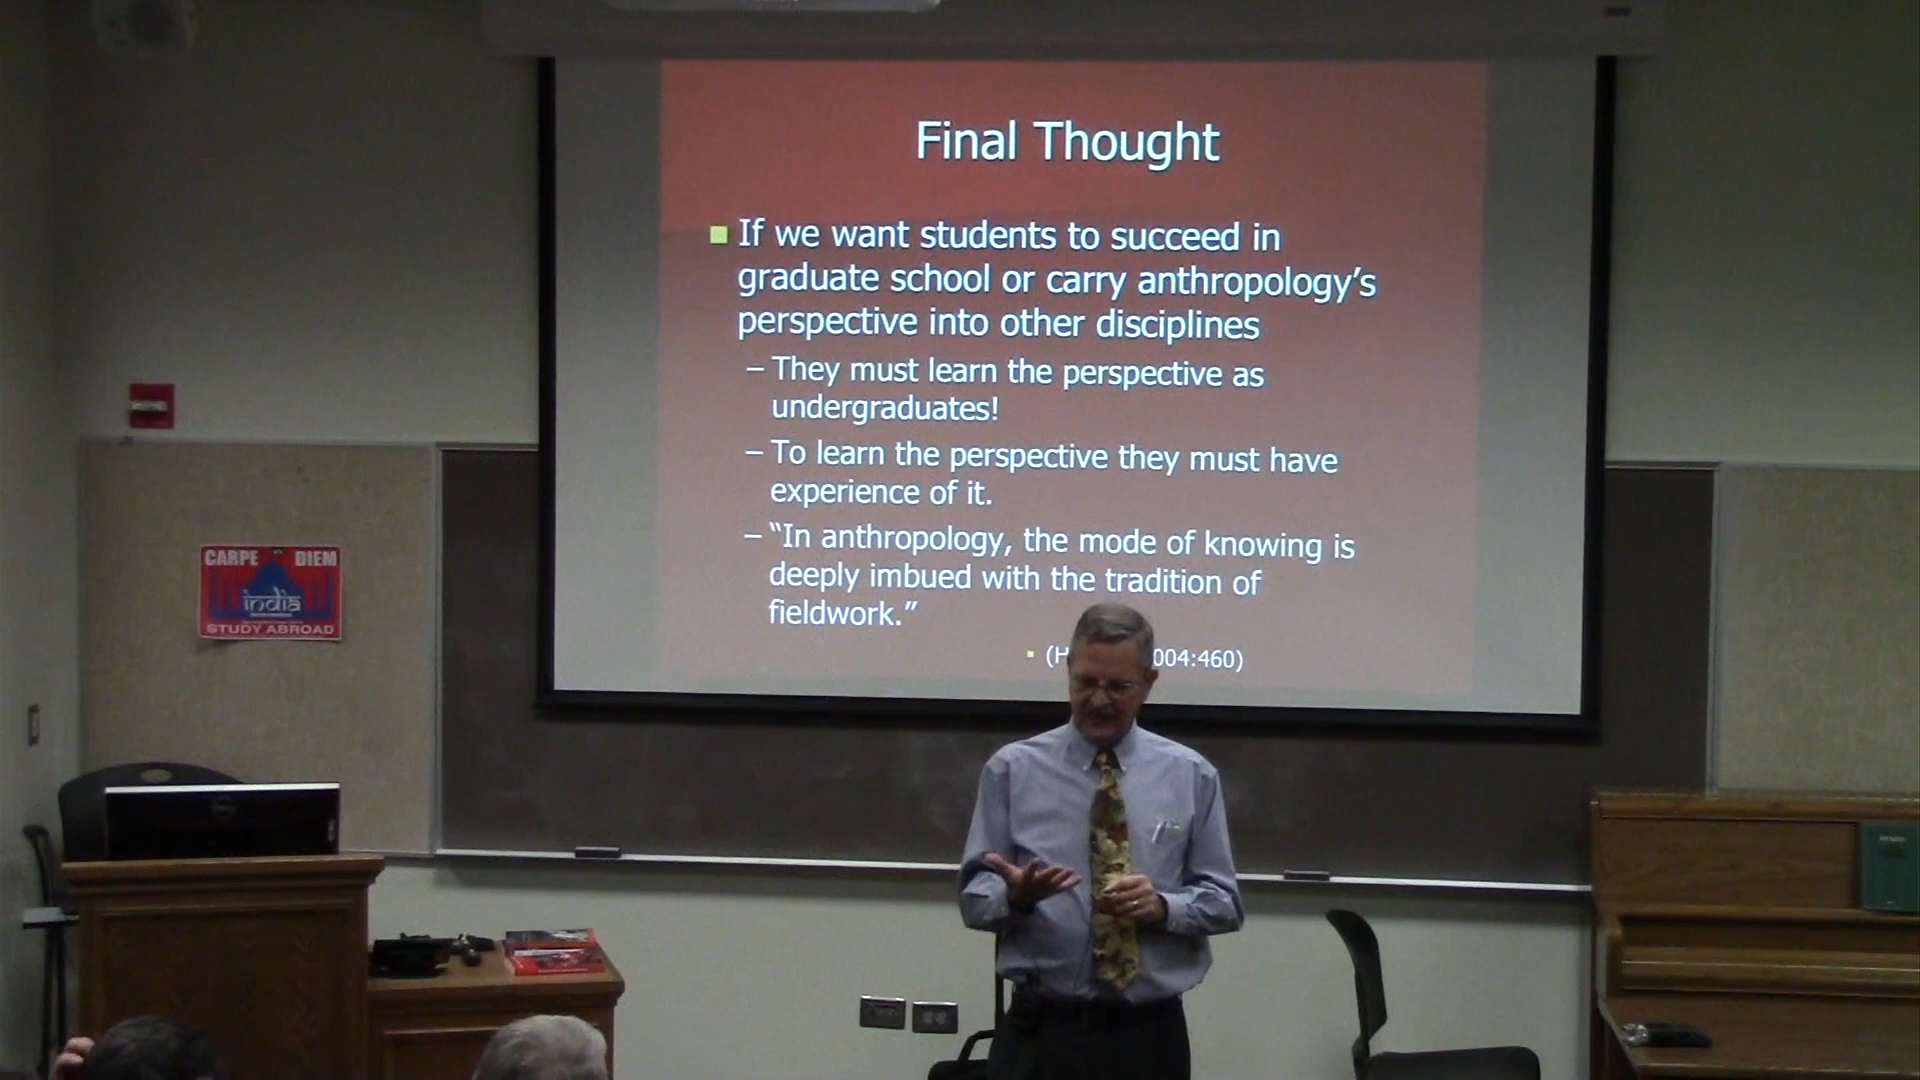 Final Thought
If we want students to succeed in
graduate school or carry anthropology's
perspective into other disciplines
– They must learn the perspective as
undergraduates!
– To learn the perspective they must have
experience of it.
– “In anthropology, the mode of knowing is
deeply imbued with the tradition of
fieldwork.”
004:460)
CARPE DIEM
india
STUDY ABROAD